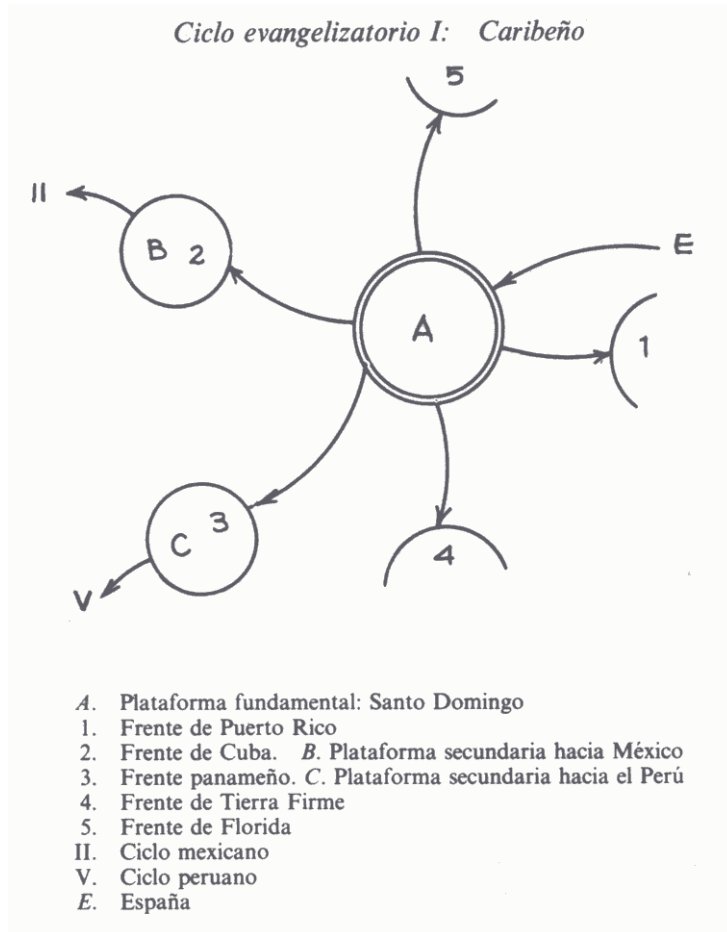 Ciclo evangelizatorio I: Caribeño
5
II
B 2
E
A
1
C 3
4
V
A. Plataforma fundamental: Santo Domingo
1. Frente de Puerto Rico
2. Frente de Cuba. B. Plataforma secundaria hacia México
3. Frente panameño. C. Plataforma secundaria hacia el Perú
4. Frente de Tierra Firme
5. Frente de Florida
II. Ciclo mexicano
V. Ciclo peruano
E. España